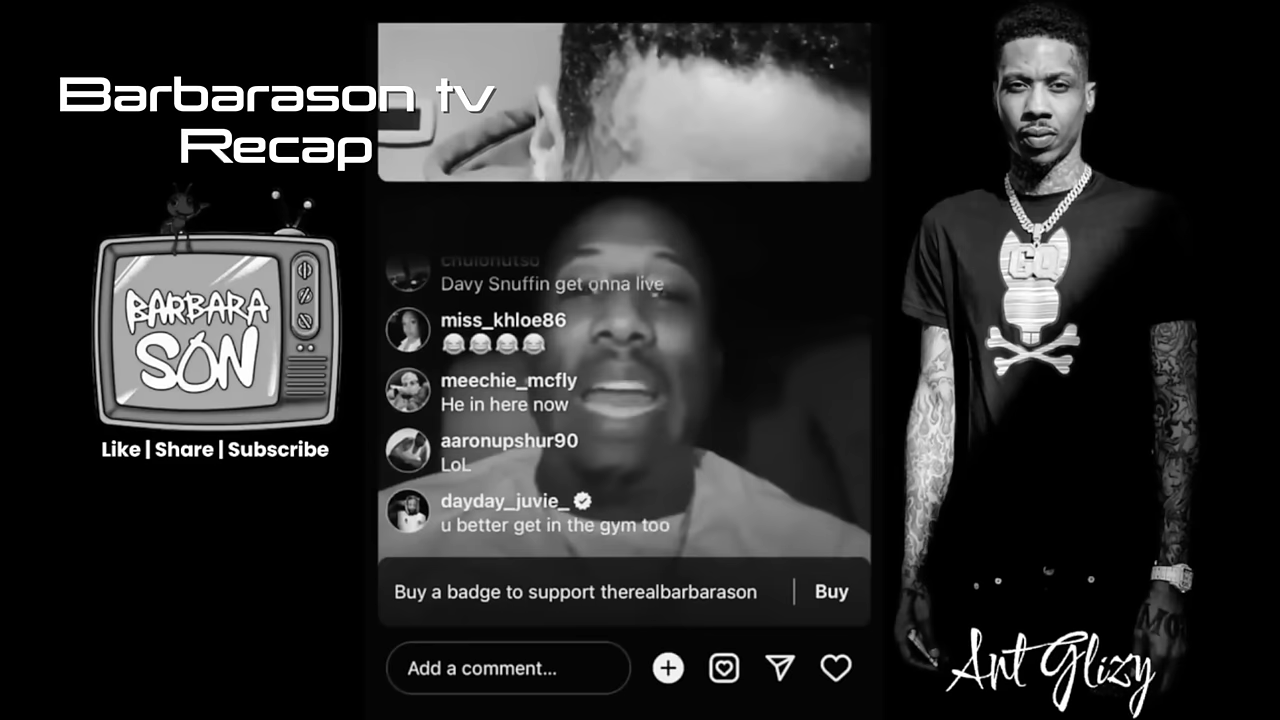 Barbarason tv
Recap
BARBARA
SON
Like | Share | Subscribe
chulonutso
Davy Snuffin get onna live
miss_khloe86
😂😂😂😂
meechie_mcfly
He in here now
aaronupshur90
LoL
dayday_juvie_
u better get in the gym too
Buy a badge to support therealbarbarason | Buy
Add a comment...
GQ
Ant Glizy